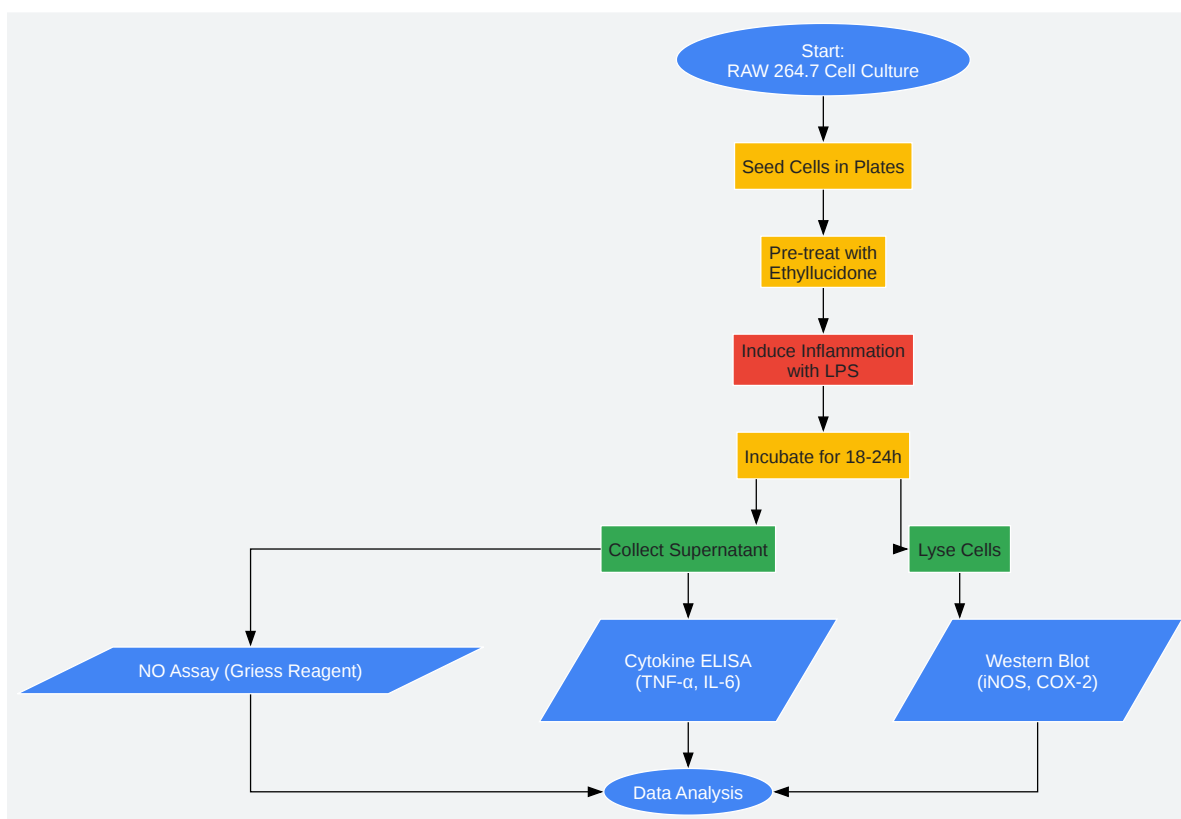 Start:
RAW 264.7 Cell Culture
Seed Cells in Plates
Pre-treat with
Ethyllucidone
Induce Inflammation
with LPS
Incubate for 18-24h
Collect Supernatant
Lyse Cells
NO Assay (Griess Reagent)
Cytokine ELISA
(TNF-α, IL-6)
Western Blot
(iNOS, COX-2)
Data Analysis